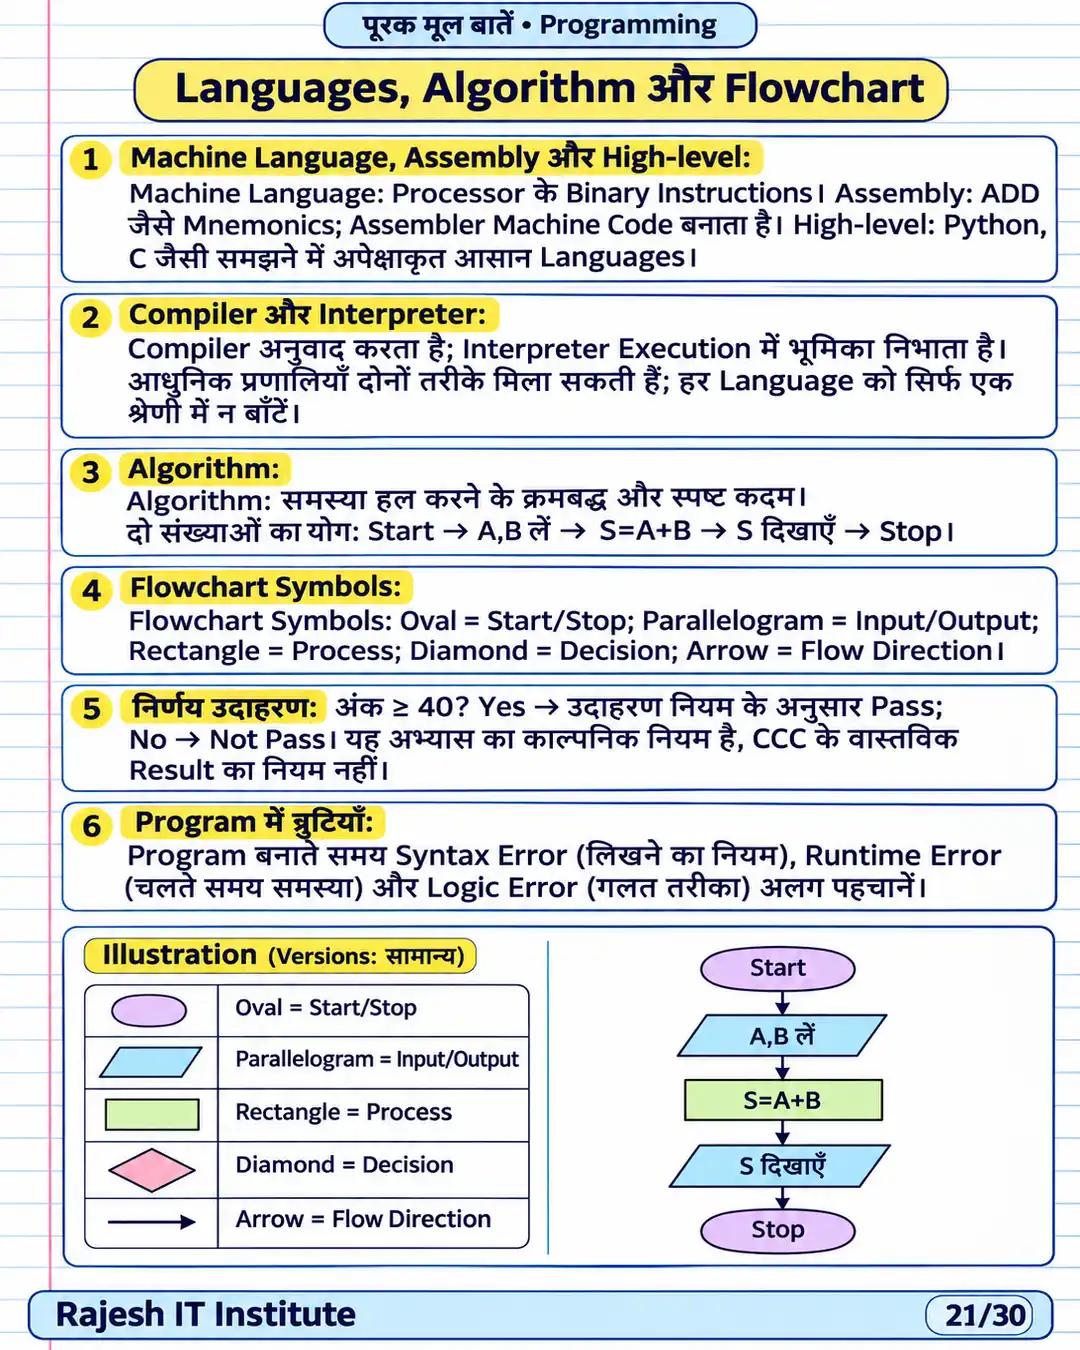 पूरक मूल बातें • Programming
Languages, Algorithm और Flowchart
1 Machine Language, Assembly और High-level:
Machine Language: Processor के Binary Instructions। Assembly: ADD
जैसे Mnemonics; Assembler Machine Code बनाता है। High-level: Python,
C जैसी समझने में अपेक्षाकृत आसान Languages।
2 Compiler और Interpreter:
Compiler अनुवाद करता है; Interpreter Execution में भूमिका निभाता है।
आधुनिक प्रणालियाँ दोनों तरीके मिला सकती हैं; हर Language को सिर्फ एक
श्रेणी में न बाँटें।
3 Algorithm:
Algorithm: समस्या हल करने के क्रमबद्ध और स्पष्ट कदम।
दो संख्याओं का योग: Start → A,B लें → S=A+B → S दिखाएँ → Stop।
4 Flowchart Symbols:
Flowchart Symbols: Oval = Start/Stop; Parallelogram = Input/Output;
Rectangle = Process; Diamond = Decision; Arrow = Flow Direction।
5 निर्णय उदाहरण: अंक ≥ 40? Yes → उदाहरण नियम के अनुसार Pass;
No → Not Pass। यह अभ्यास का काल्पनिक नियम है, CCC के वास्तविक
Result का नियम नहीं।
6 Program में त्रुटियाँ:
Program बनाते समय Syntax Error (लिखने का नियम), Runtime Error
(चलते समय समस्या) और Logic Error (गलत तरीका) अलग पहचानें।
Illustration (Versions: सामान्य)
Oval = Start/Stop
Parallelogram = Input/Output
Rectangle = Process
Diamond = Decision
Arrow = Flow Direction
Start
A,B लें
S=A+B
S दिखाएँ
Stop
Rajesh IT Institute
21/30